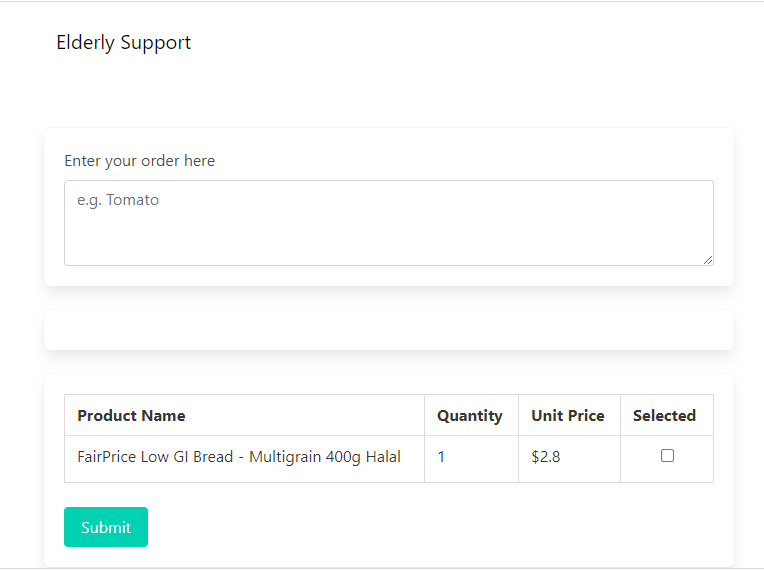 Elderly Support
Enter your order here
e.g. Tomato
Product Name Quantity Unit Price Selected
FairPrice Low GI Bread - Multigrain 400g Halal 1 $2.8
Submit